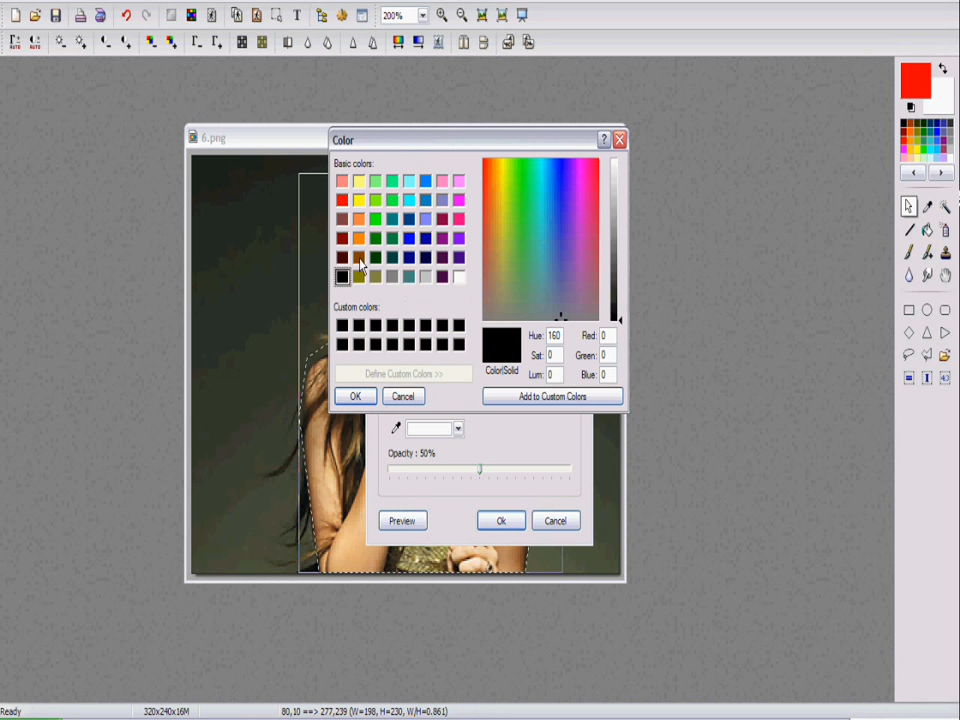 200%
AUTO AUTO
6.png
Color
Basic colors:
Custom colors:
Define Custom Colors >>
OK Cancel
Color|Solid
Hue: 160 Red: 0
Sat: 0 Green: 0
Lum: 0 Blue: 0
Add to Custom Colors
Opacity : 50%
Preview Ok Cancel
Ready 320x240x16M 80,10 ==> 277,239 (W=198, H=230, W/H=0.861)